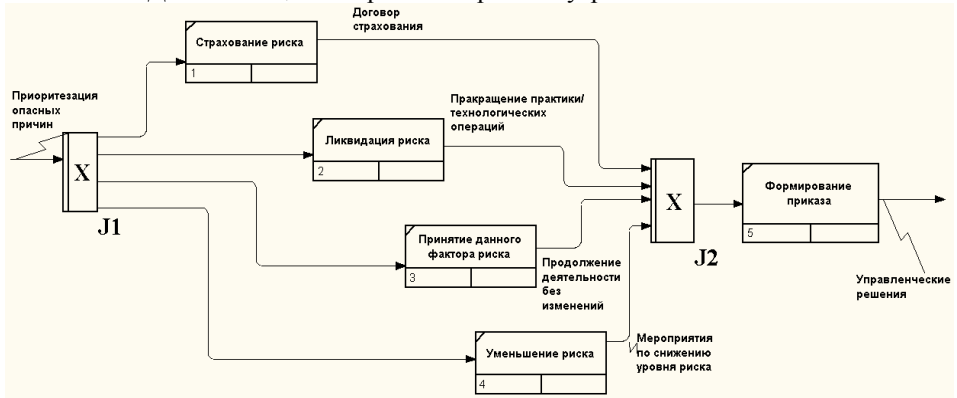 Договор
страхования
Страхование риска
1
Приоритезация
опасных
причин
Пракращение практики/
технологических
операций
Ликвидация риска
2
X
J1
X
J2
Формирование
приказа
5
Принятие данного
фактора риска
3
Продолжение
деятельности
без
изменений
Управленческие
решения
Уменьшение риска
4
Мероприятия
по снижению
уровня риска